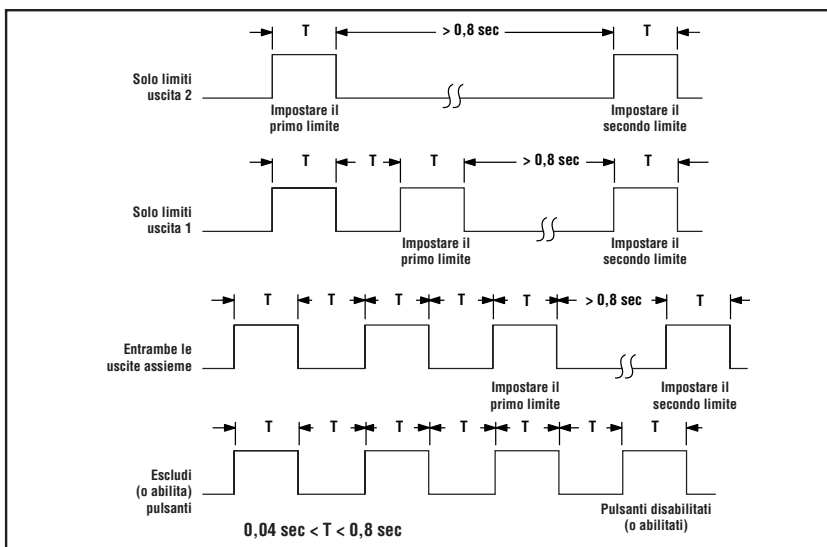 T > 0,8 sec T
Solo limiti
uscita 2
Impostare il
primo limite
Impostare il
secondo limite
T T T > 0,8 sec T
Solo limiti
uscita 1
Impostare il
primo limite
Impostare il
secondo limite
T T T T T > 0,8 sec T
Entrambe le
uscite assieme
Impostare il
primo limite
Impostare il
secondo limite
T T T T T T T
Escludi
(o abilita)
pulsanti
Pulsanti disabilitati
(o abilitati)
0,04 sec < T < 0,8 sec